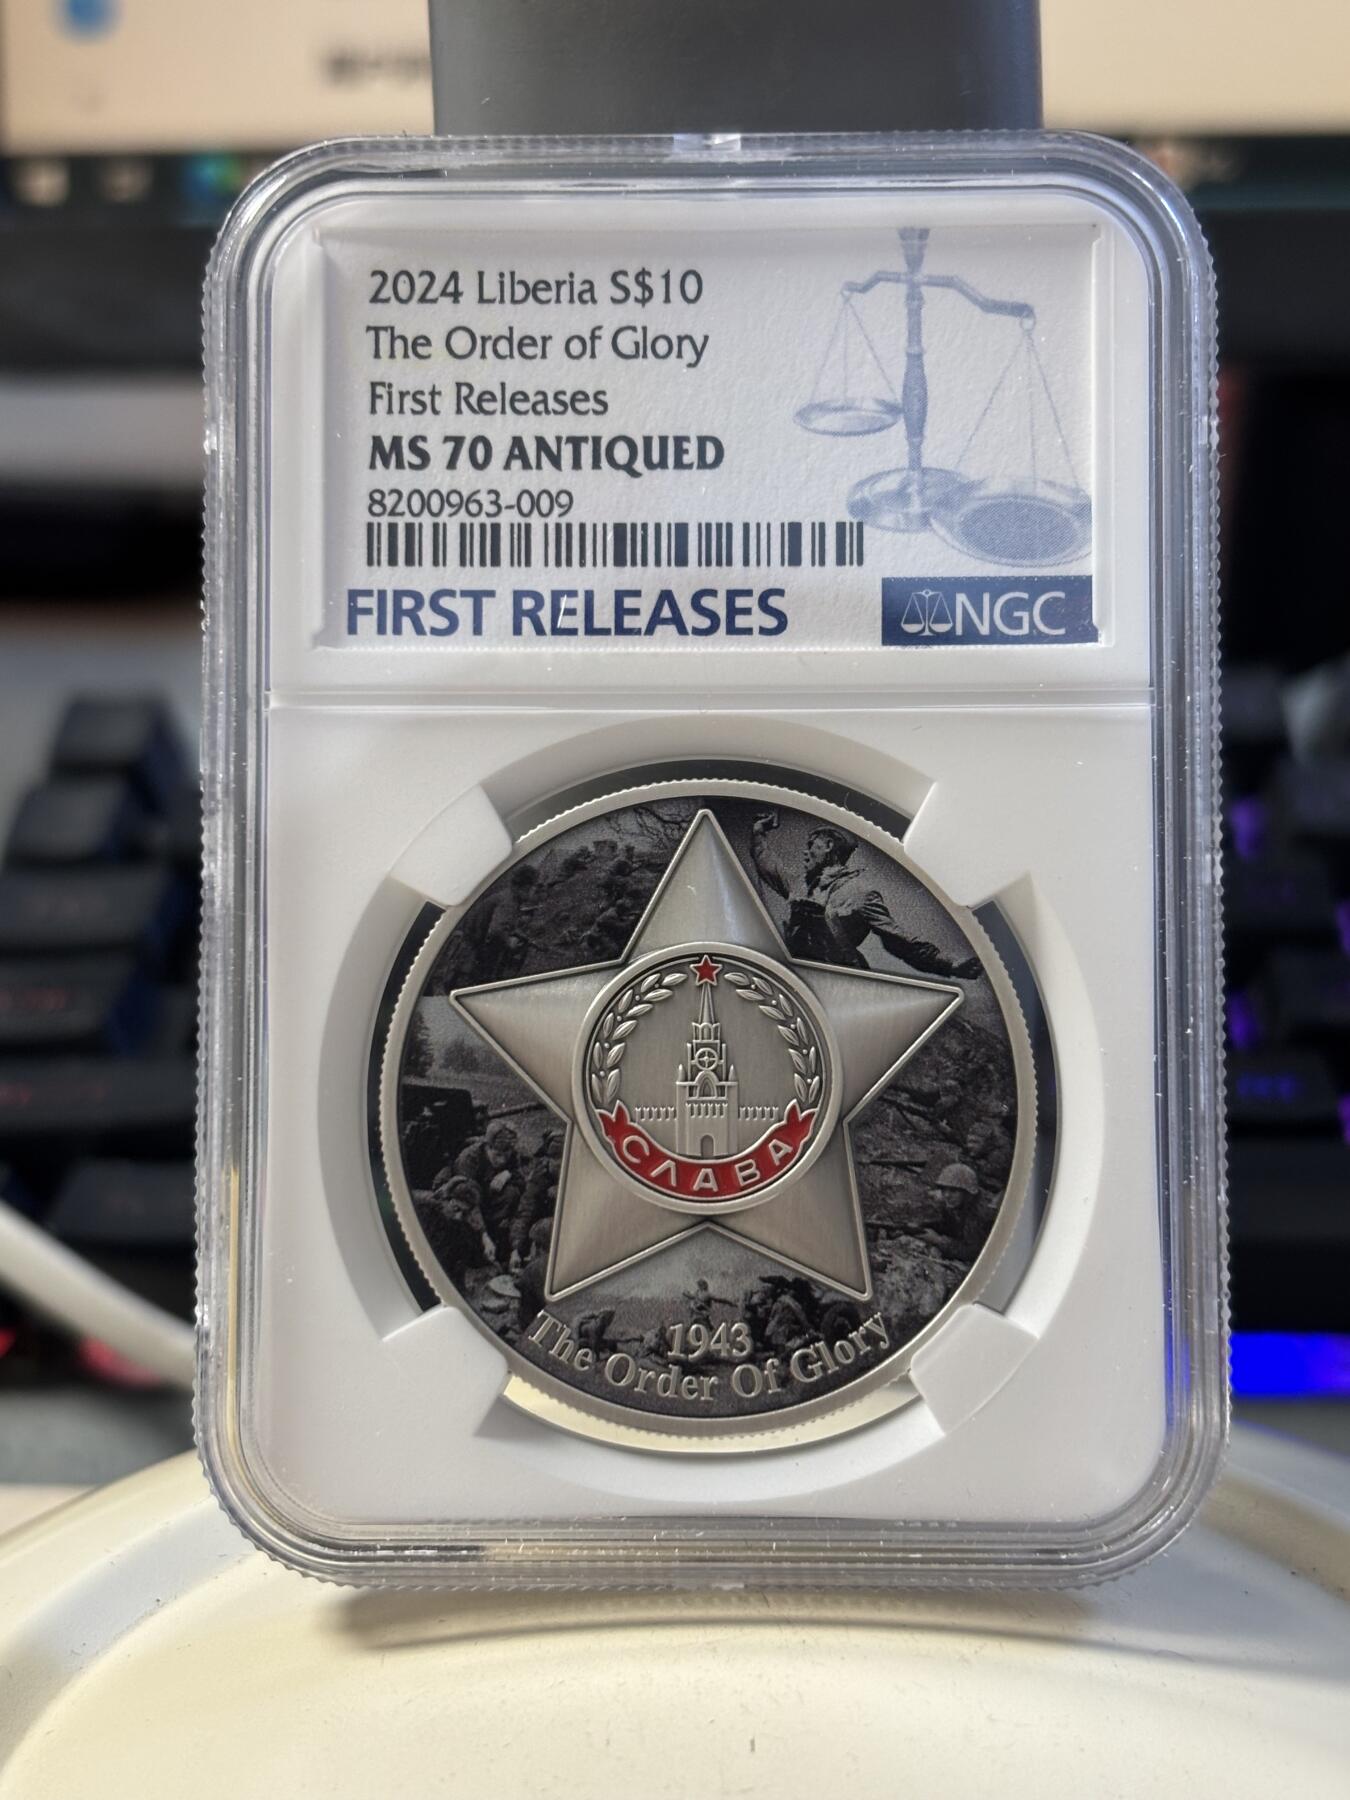 2024 Liberia S$10
The Order of Glory
First Releases
MS 70 ANTIQUED
8200963-009
FIRST RELEASES
NGC
СЛАВА
1943
The Order Of Glory